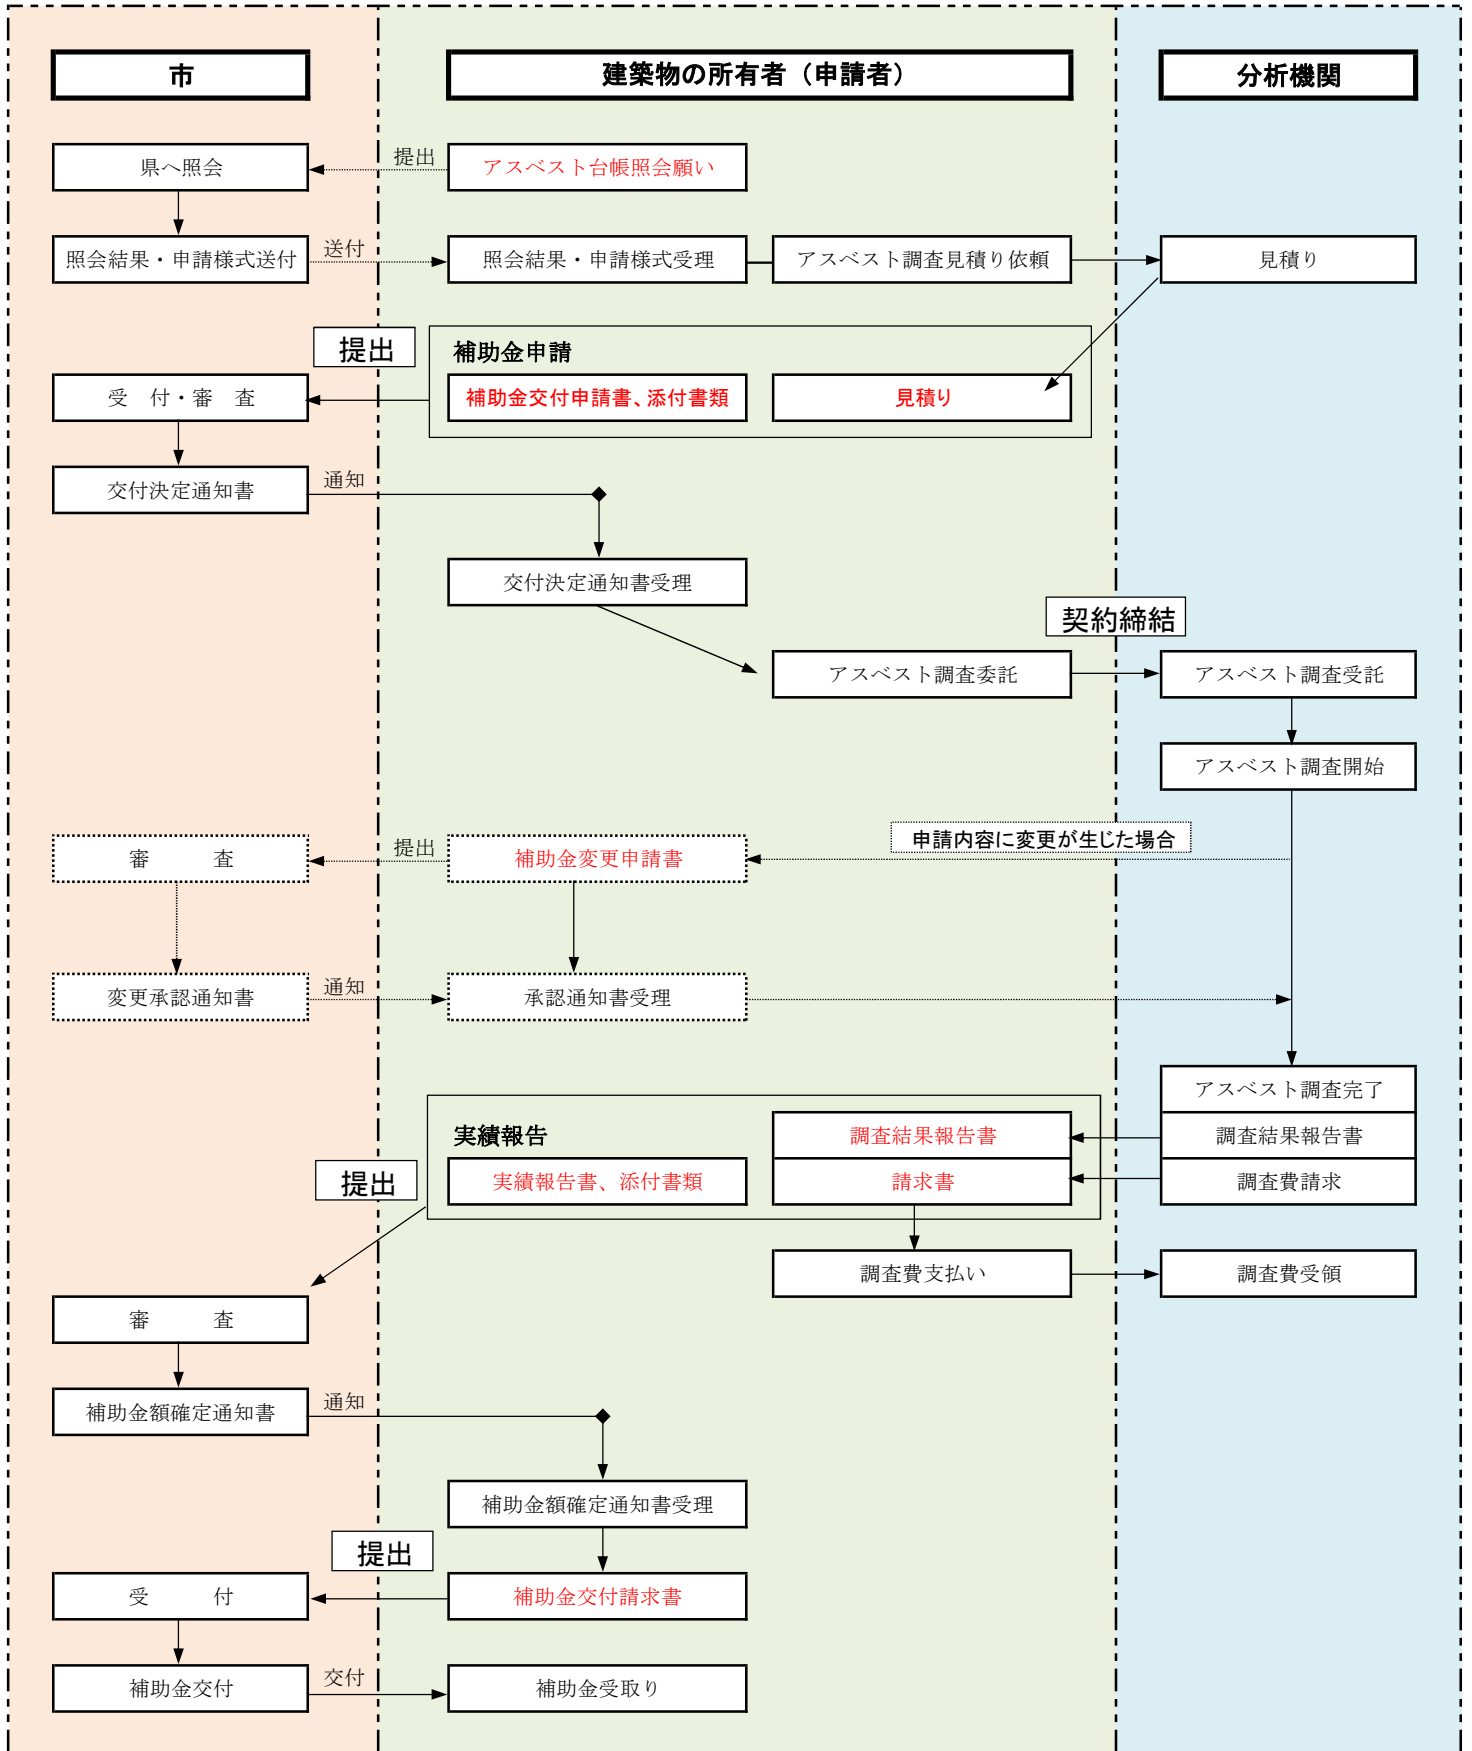 市
建築物の所有者（申請者）
分析機関
県へ照会
提出
アスベスト台帳照会願い
照会結果・申請様式送付
送付
照会結果・申請様式受理
アスベスト調査見積り依頼
見積り
提出
補助金申請
受　付・審　査
補助金交付申請書、添付書類
見積り
交付決定通知書
通知
交付決定通知書受理
契約締結
アスベスト調査委託
アスベスト調査受託
アスベスト調査開始
申請内容に変更が生じた場合
審　　　査
提出
補助金変更申請書
変更承認通知書
通知
承認通知書受理
アスベスト調査完了
実績報告
調査結果報告書
調査結果報告書
提出
実績報告書、添付書類
請求書
調査費請求
調査費支払い
調査費受領
審　　　査
補助金額確定通知書
通知
補助金額確定通知書受理
提出
受　　　付
補助金交付請求書
補助金交付
交付
補助金受取り